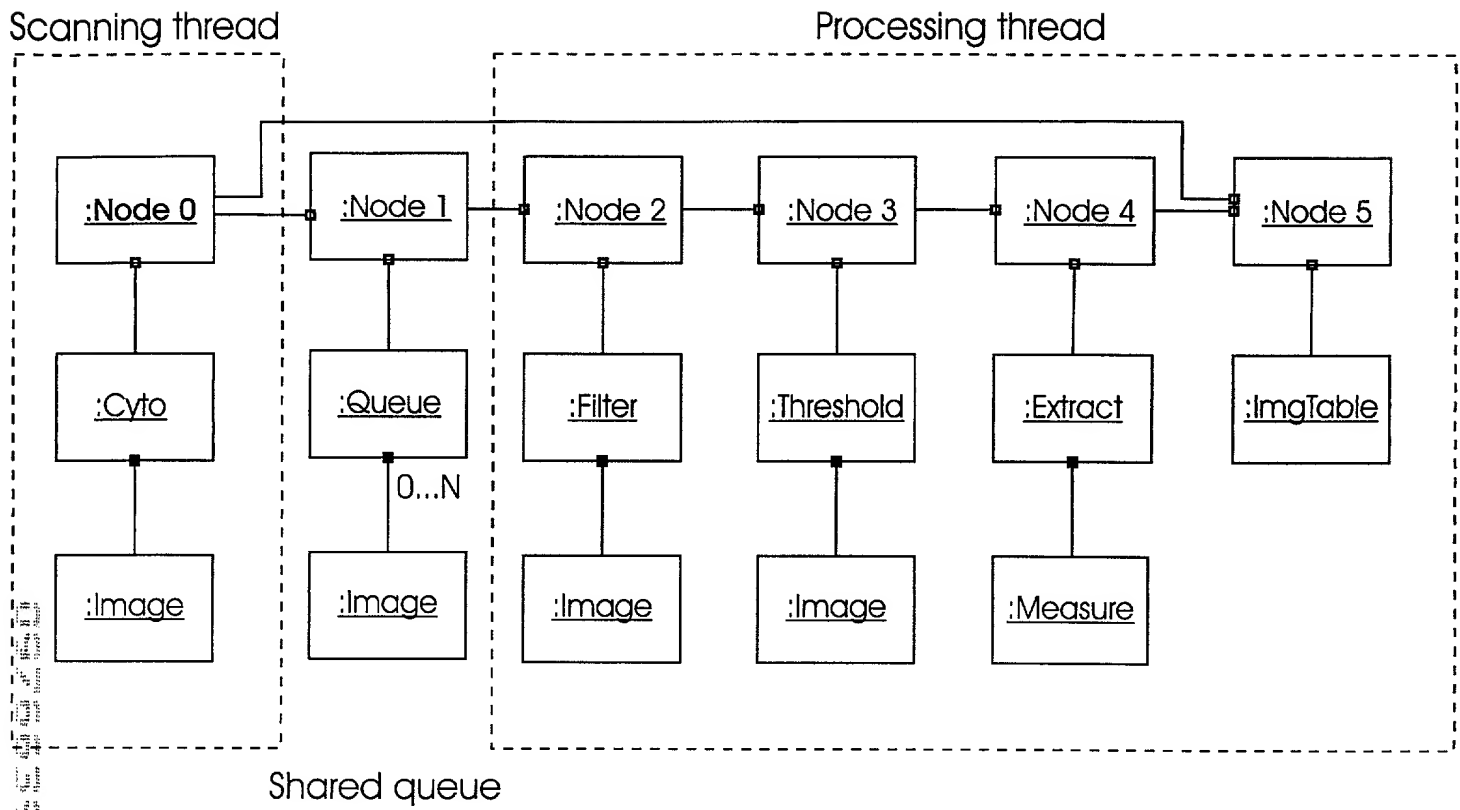 Scanning thread
Processing thread
:Node 0
:Node 1
:Node 2
:Node 3
:Node 4
:Node 5
:Cyto
:Queue
:Filter
:Threshold
:Extract
:ImgTable
0...N
:Image
:Image
:Image
:Image
:Measure
Shared queue